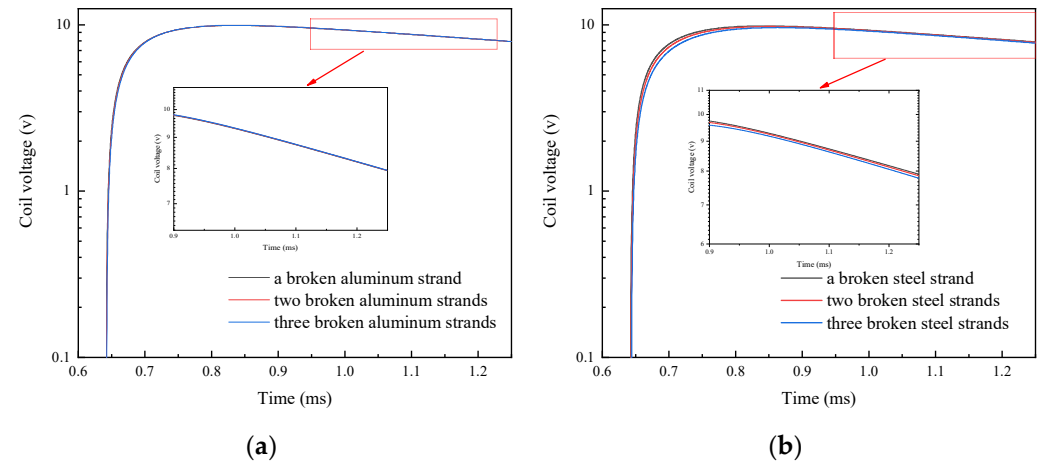 10
1
0.1
Coil voltage (v)
0.6 0.7 0.8 0.9 1.0 1.1 1.2
Time (ms)
10
9
8
7
Coil voltage (v)
0.9 1.0 1.1 1.2
Time (ms)
a broken aluminum strand
two broken aluminum strands
three broken aluminum strands
(a)
10
1
0.1
Coil voltage (v)
0.6 0.7 0.8 0.9 1.0 1.1 1.2
Time (ms)
11
10
9
8
7
6
Coil voltage (v)
0.9 1.0 1.1 1.2
Time (ms)
a broken steel strand
two broken steel strands
three broken steel strands
(b)